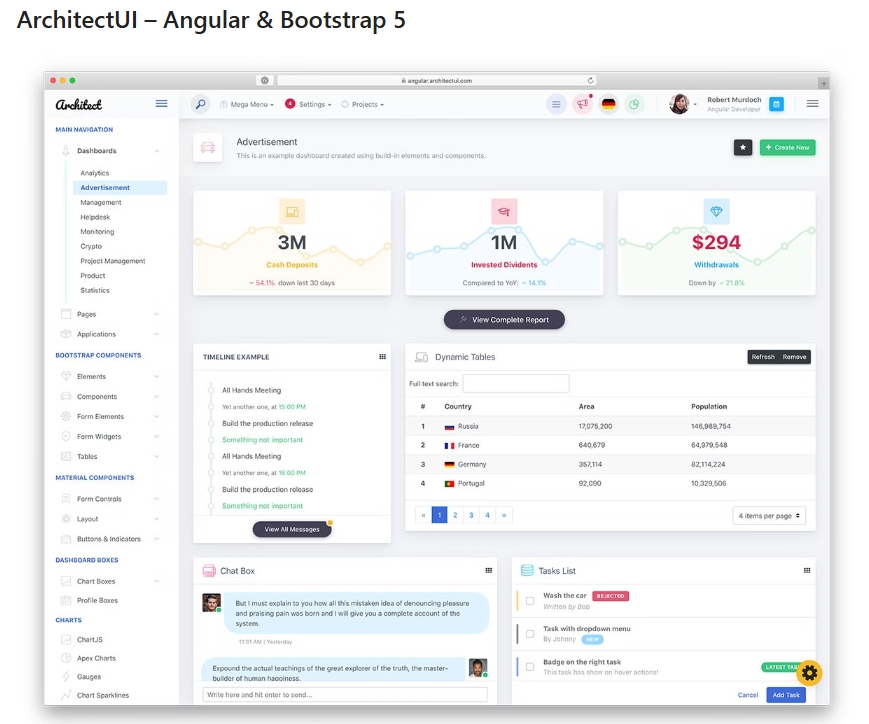 ArchitectUI – Angular & Bootstrap 5
angular.architectui.com
Architect
Mega Menu
4
Settings
Projects
Robert Murdoch
Angular Developer
MAIN NAVIGATION
Dashboards
Analytics
Advertisement
Management
Helpdesk
Monitoring
Crypto
Project Management
Product
Statistics
Pages
Applications
BOOTSTRAP COMPONENTS
Elements
Components
Form Elements
Form Widgets
Tables
MATERIAL COMPONENTS
Form Controls
Layout
Buttons & Indicators
DASHBOARD BOXES
Chart Boxes
Profile Boxes
CHARTS
ChartJS
Apex Charts
Gauges
Chart Sparklines
Advertisement
This is an example dashboard created using build-in elements and components.
+ Create New
3M
Cash Deposits
54.1% down last 30 days
1M
Invested Dividents
Compared to YoY: 14.1%
$294
Withdrawals
Down by 21.8%
View Complete Report
TIMELINE EXAMPLE
All Hands Meeting
Yet another one, at 15:00 PM
Build the production release
Something not important
All Hands Meeting
Yet another one, at 15:00 PM
Build the production release
Something not important
View All Messages
Dynamic Tables
Refresh Remove
Full text search:
# Country Area Population
1 Russia 17,075,200 146,989,754
2 France 640,679 64,979,548
3 Germany 357,114 82,114,224
4 Portugal 92,090 10,329,506
« 1 2 3 4 »
4 items per page
Chat Box
But I must explain to you how all this mistaken idea of denouncing pleasure
and praising pain was born and I will give you a complete account of the
system.
11:01 AM | Yesterday
Expound the actual teachings of the great explorer of the truth, the master-
builder of human happiness.
Write here and hit enter to send...
Tasks List
Wash the car REJECTED
Written by Bob
Task with dropdown menu
By Johnny NEW
Badge on the right task
This task has show on hover actions!
LATEST TAS
Cancel
Add Task